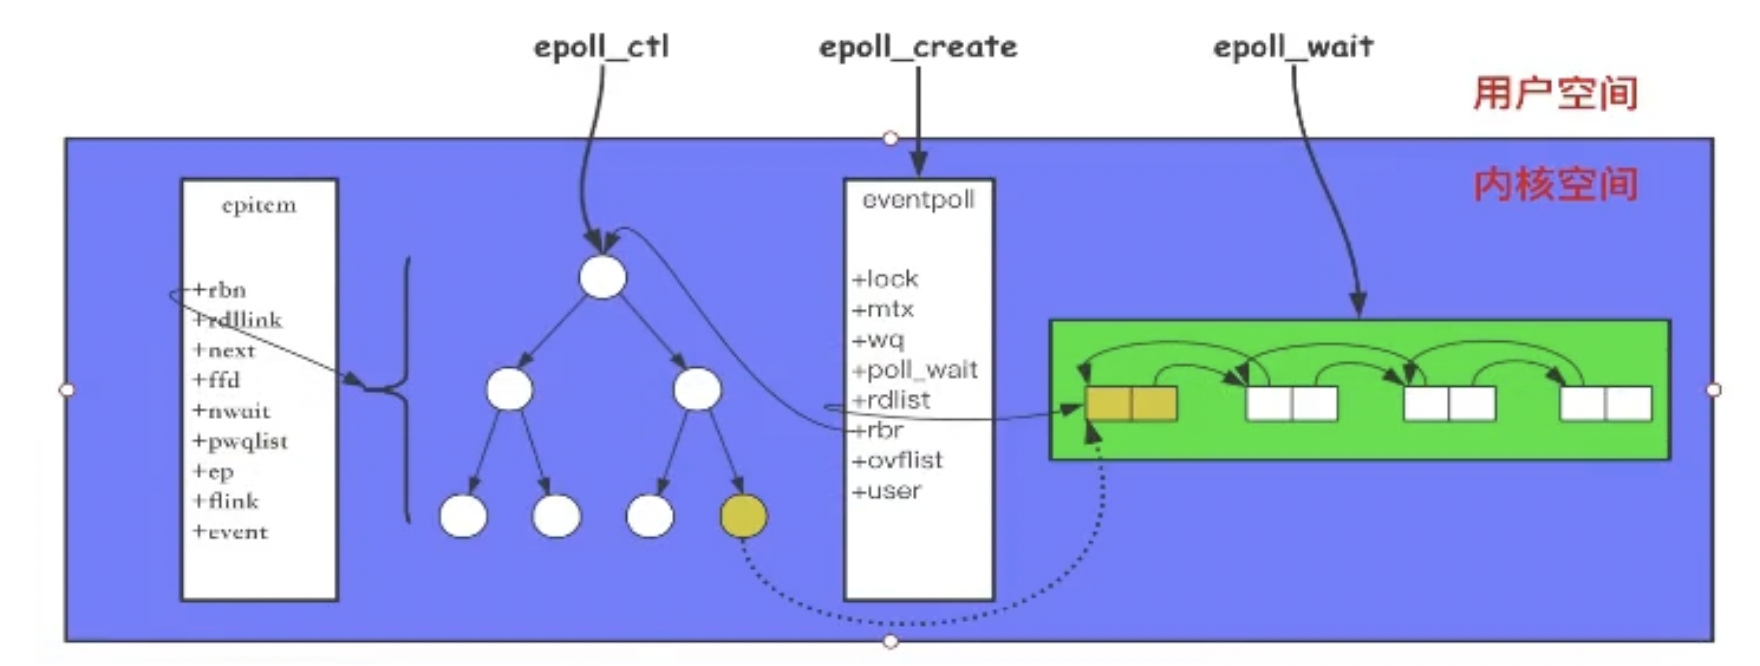 epoll_ctl
epoll_create
epoll_wait
用户空间
内核空间
epitem
+rbn
+rdllink
+next
+ffd
+nwait
+pwqlist
+ep
+flink
+event
eventpoll
+lock
+mtx
+wq
+poll_wait
+rdlist
+rbr
+ovflist
+user